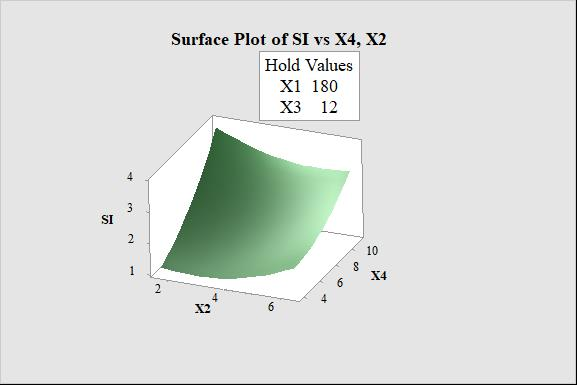 Surface Plot of SI vs X4, X2
Hold Values
X1 180
X3 12
4
3
SI
2
1
2
4
6
X2
4
6
8
10
X4